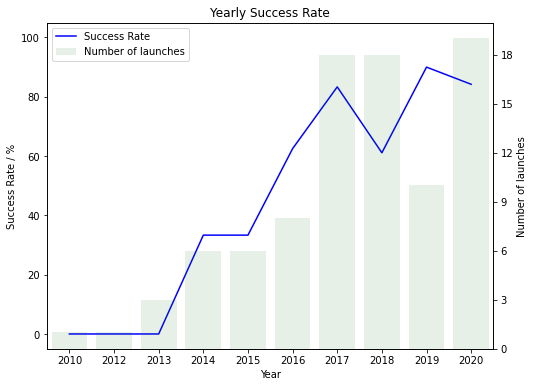 Yearly Success Rate
Success Rate
Number of launches
100
80
60
40
20
0
Success Rate / %
18
15
12
9
6
3
0
Number of launches
2010 2012 2013 2014 2015 2016 2017 2018 2019 2020
Year